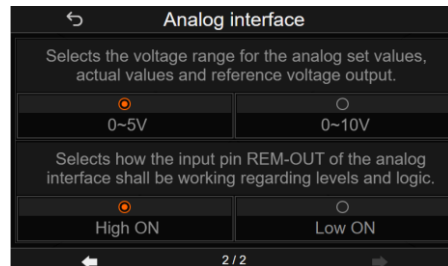 Analog interface
Selects the voltage range for the analog set values,
actual values and reference voltage output.
0~5V
0~10V
Selects how the input pin REM-OUT of the analog
interface shall be working regarding levels and logic.
High ON
Low ON
2 / 2